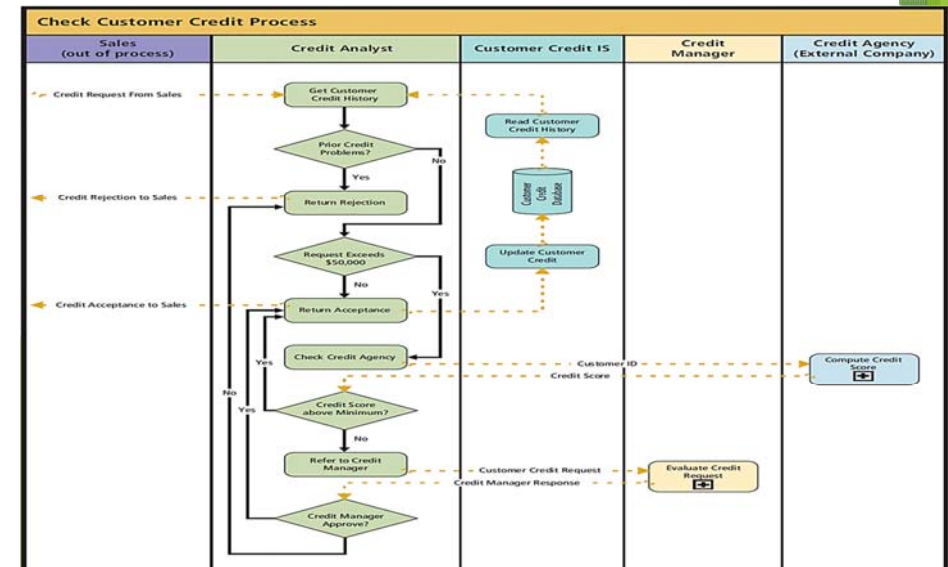 Check Customer Credit Process
Sales
(out of process)
Credit Analyst
Customer Credit IS
Credit
Manager
Credit Agency
(External Company)
Credit Request From Sales
Get Customer
Credit History
Read Customer
Credit History
Prior Credit
Problems?
No
Yes
Customer
Credit
Database
Credit Rejection to Sales
Return Rejection
Request Exceeds
$50,000
Update Customer
Credit
No
Yes
Credit Acceptance to Sales
Return Acceptance
Check Credit Agency
Yes
Customer ID
Compute Credit
Score
Credit Score
No
Yes
Credit Score
above Minimum?
No
Refer to Credit
Manager
Customer Credit Request
Evaluate Credit
Request
Credit Manager Response
Credit Manager
Approve?